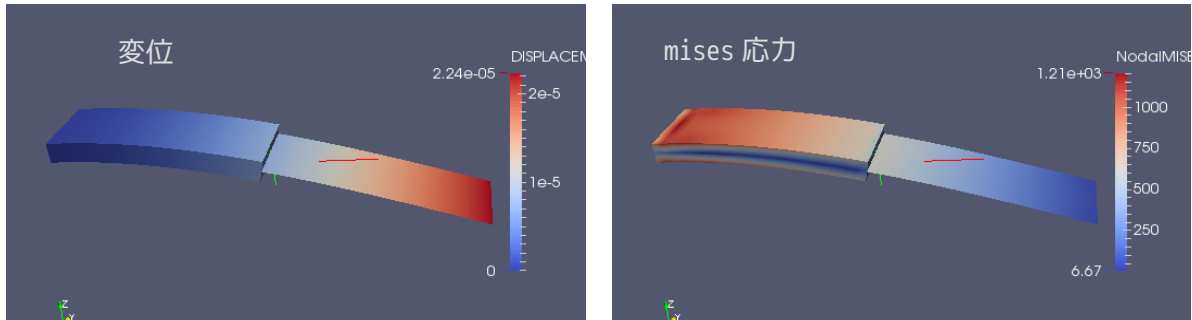 変位
DISPLACEM
2.24e-05
2e-5
1e-5
0
Z
Y
mises 応力
NodalMISE
1.21e+03
1000
750
500
250
6.67
Z
Y